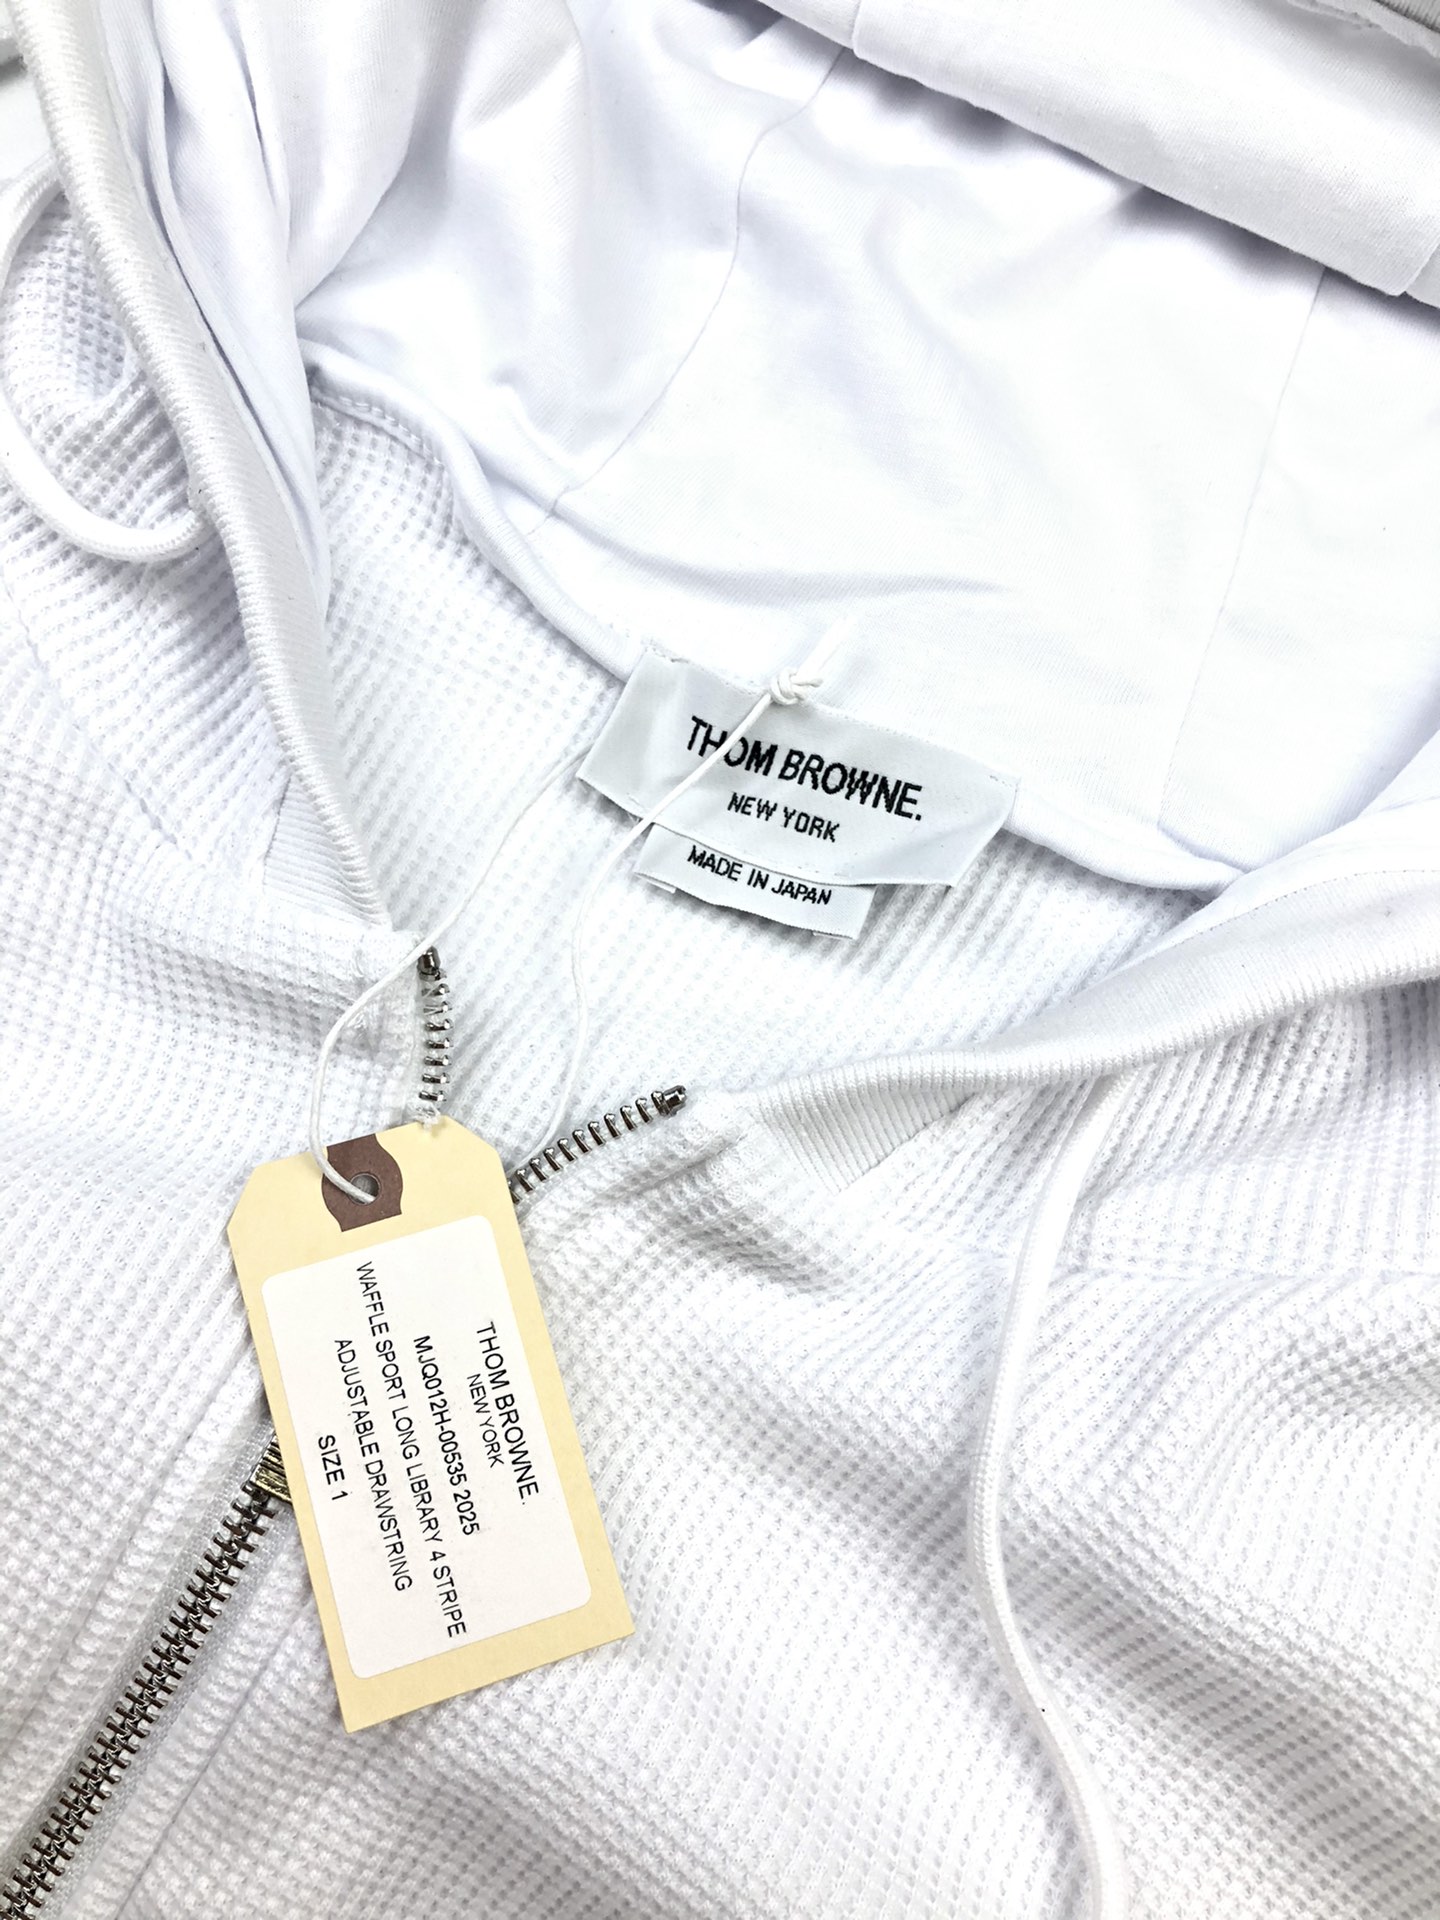 THOM BROWNE.
NEW YORK
MADE IN JAPAN
THOM BROWNE.
NEW YORK
MJQ012H-00535 2025
WAFFLE SPORT LONG LIBRARY 4 STRIPE
ADJUSTABLE DRAWSTRING
SIZE 1